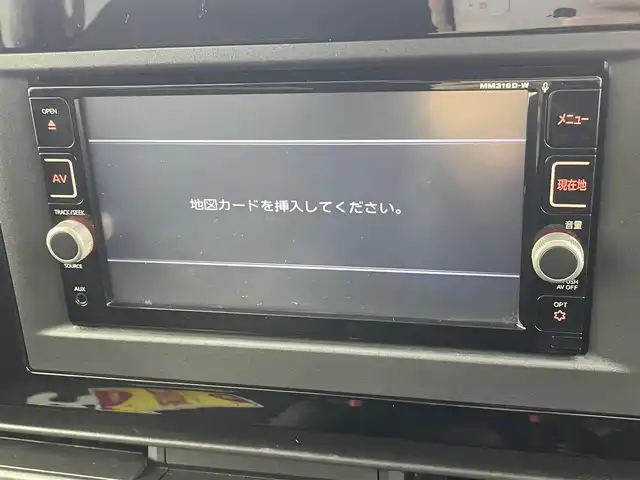 MM316D-W
OPEN
AV
TRACK/SEEK
SOURCE
AUX
地図カードを挿入してください。
メニュー
現在地
音量
PUSH
AV OFF
OPT